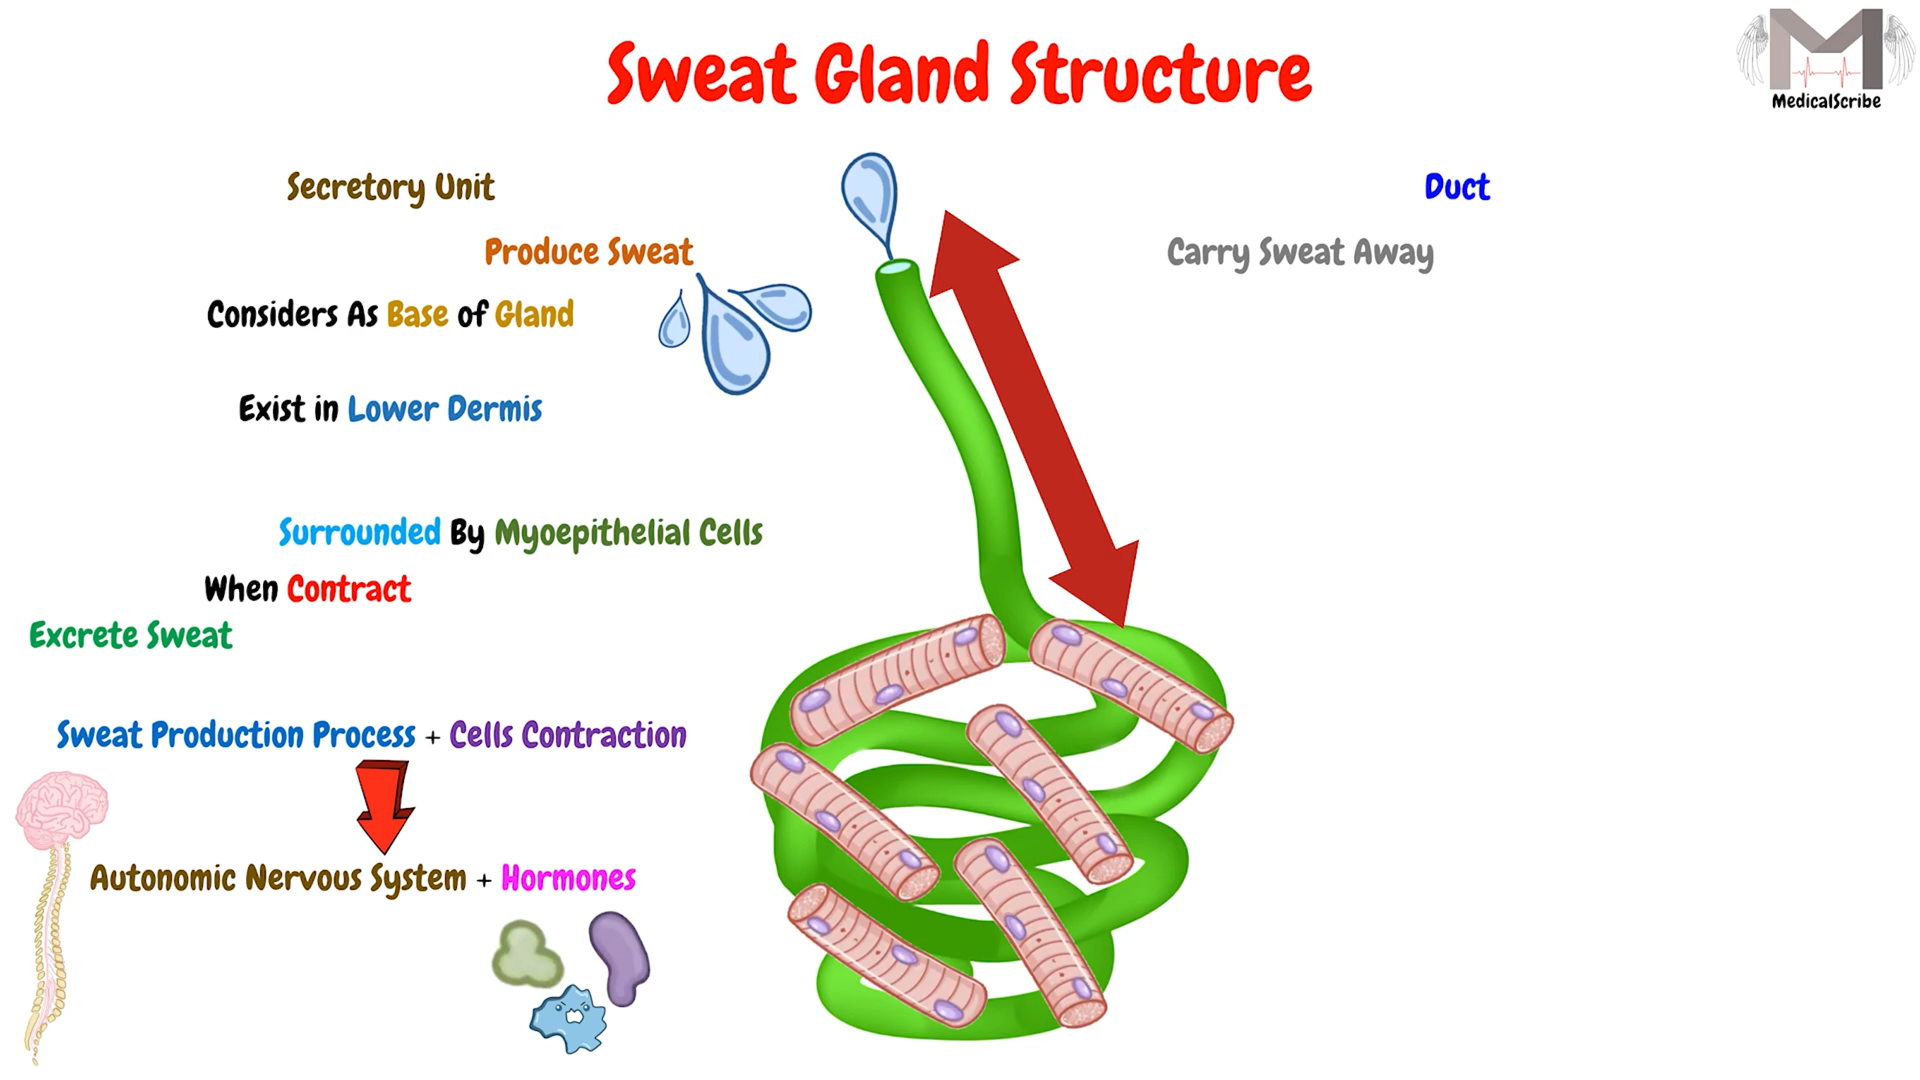 Sweat Gland Structure
MedicalScribe
Secretory Unit
Produce Sweat
Considers As Base of Gland
Exist in Lower Dermis
Surrounded By Myoepithelial Cells
When Contract
Excrete Sweat
Sweat Production Process + Cells Contraction
Autonomic Nervous System + Hormones
Duct
Carry Sweat Away